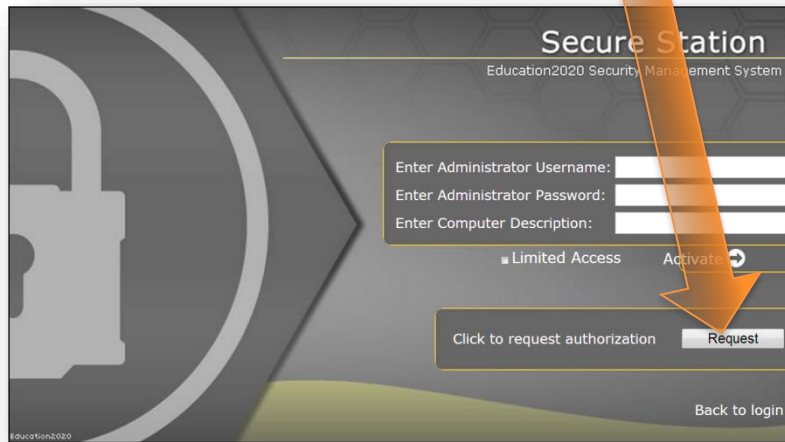 Secure Station
Education2020 Security Management System
Enter Administrator Username:
Enter Administrator Password:
Enter Computer Description:
Limited Access Activate
Click to request authorization Request
Back to login
Education2020